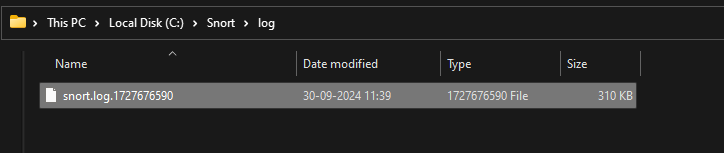 This PC > Local Disk (C:) > Snort > log
Name Date modified Type Size
snort.log.1727676590 30-09-2024 11:39 1727676590 File 310 KB